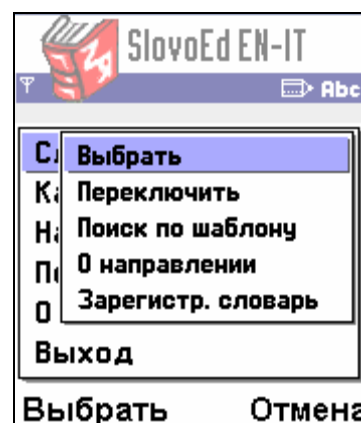 SlovoEd EN-IT
Abc
Выбрать
Переключить
Поиск по шаблону
О направлении
Зарегистр. словарь
Выход
Выбрать Отмена